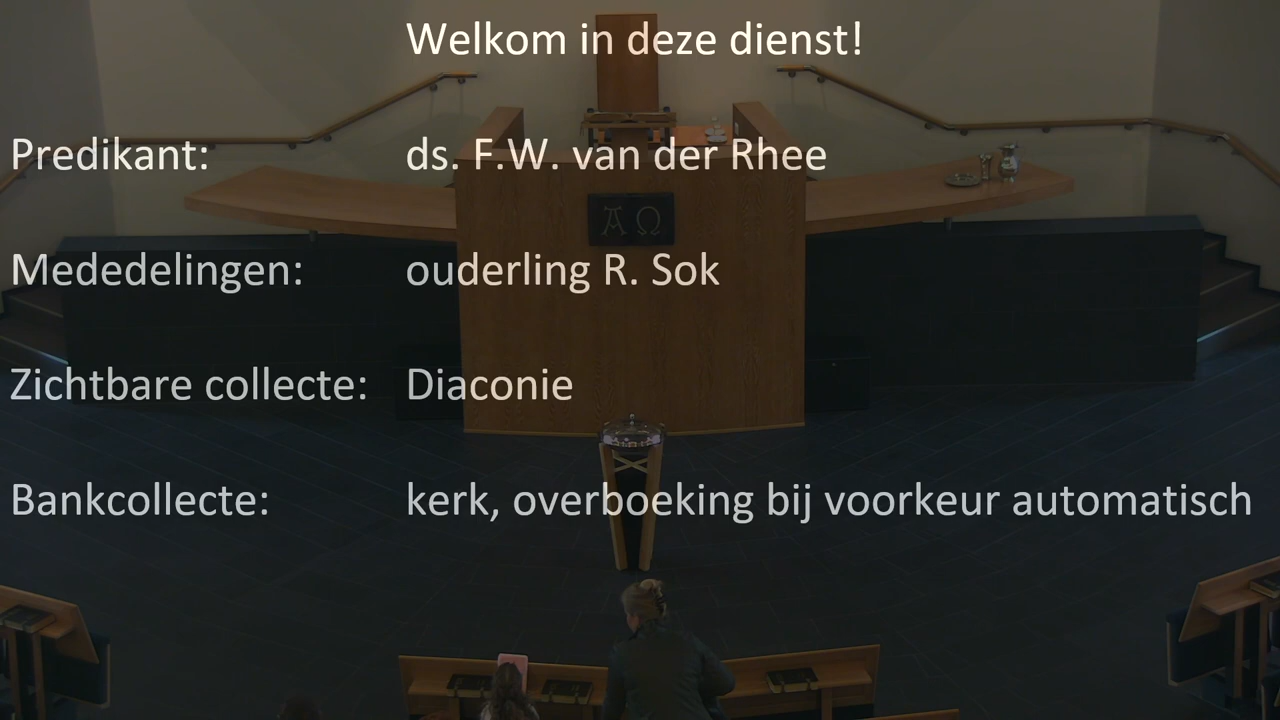 Welkom in deze dienst!
Predikant: ds. F.W. van der Rhee
Mededelingen: ouderling R. Sok
Α Ω
Zichtbare collecte: Diaconie
Bankcollecte: kerk, overboeking bij voorkeur automatisch